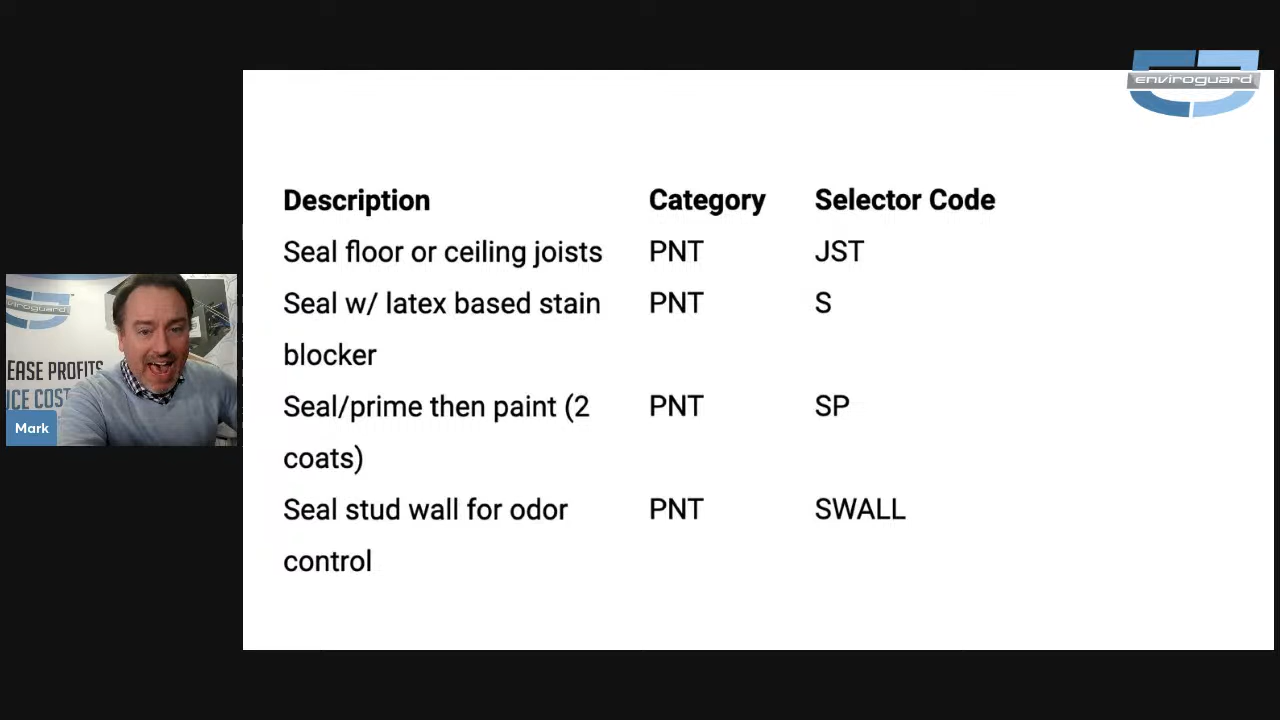 enviroguard
Description Category Selector Code
Seal floor or ceiling joists PNT JST
Seal w/ latex based stain PNT S
blocker
Seal/prime then paint (2 PNT SP
coats)
Seal stud wall for odor PNT SWALL
control
enviroguard
EASE PROFITS
UCE COST
Mark